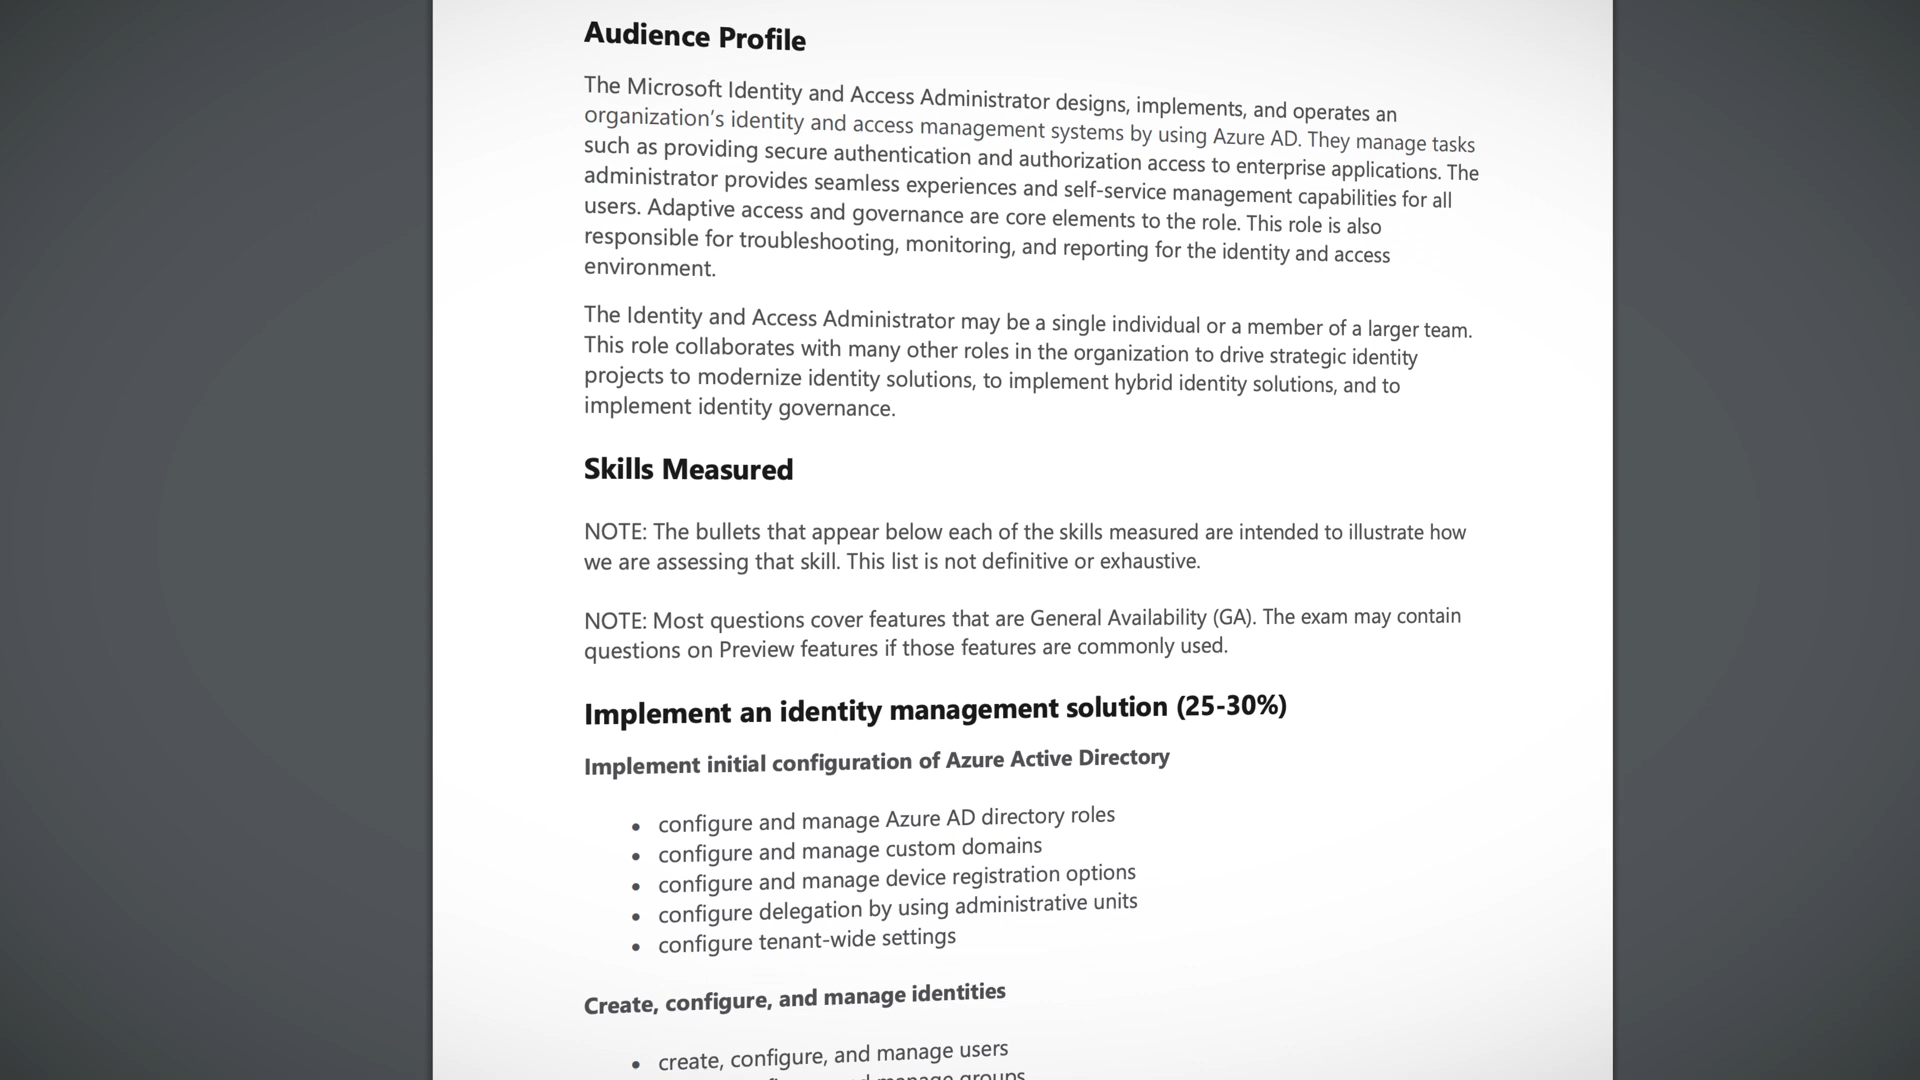 Audience Profile
The Microsoft Identity and Access Administrator designs, implements, and operates an
organization’s identity and access management systems by using Azure AD. They manage tasks
such as providing secure authentication and authorization access to enterprise applications. The
administrator provides seamless experiences and self-service management capabilities for all
users. Adaptive access and governance are core elements to the role. This role is also
responsible for troubleshooting, monitoring, and reporting for the identity and access
environment.
The Identity and Access Administrator may be a single individual or a member of a larger team.
This role collaborates with many other roles in the organization to drive strategic identity
projects to modernize identity solutions, to implement hybrid identity solutions, and to
implement identity governance.
Skills Measured
NOTE: The bullets that appear below each of the skills measured are intended to illustrate how
we are assessing that skill. This list is not definitive or exhaustive.
NOTE: Most questions cover features that are General Availability (GA). The exam may contain
questions on Preview features if those features are commonly used.
Implement an identity management solution (25-30%)
Implement initial configuration of Azure Active Directory
• configure and manage Azure AD directory roles
• configure and manage custom domains
• configure and manage device registration options
• configure delegation by using administrative units
• configure tenant-wide settings
Create, configure, and manage identities
• create, configure, and manage users
manage groups